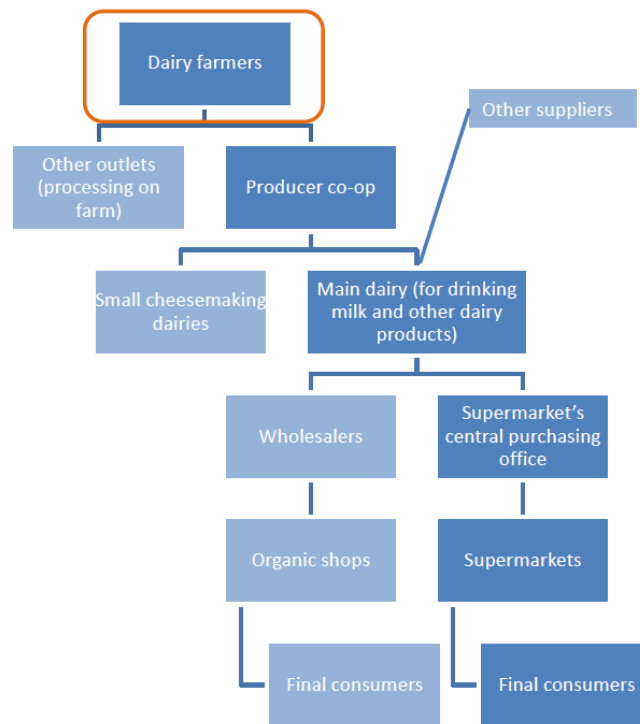 Dairy farmers
Other suppliers
Other outlets
(processing on
farm)
Producer co-op
Small cheesemaking
dairies
Main dairy (for drinking
milk and other dairy
products)
Wholesalers
Supermarket’s
central purchasing
office
Organic shops
Supermarkets
Final consumers
Final consumers